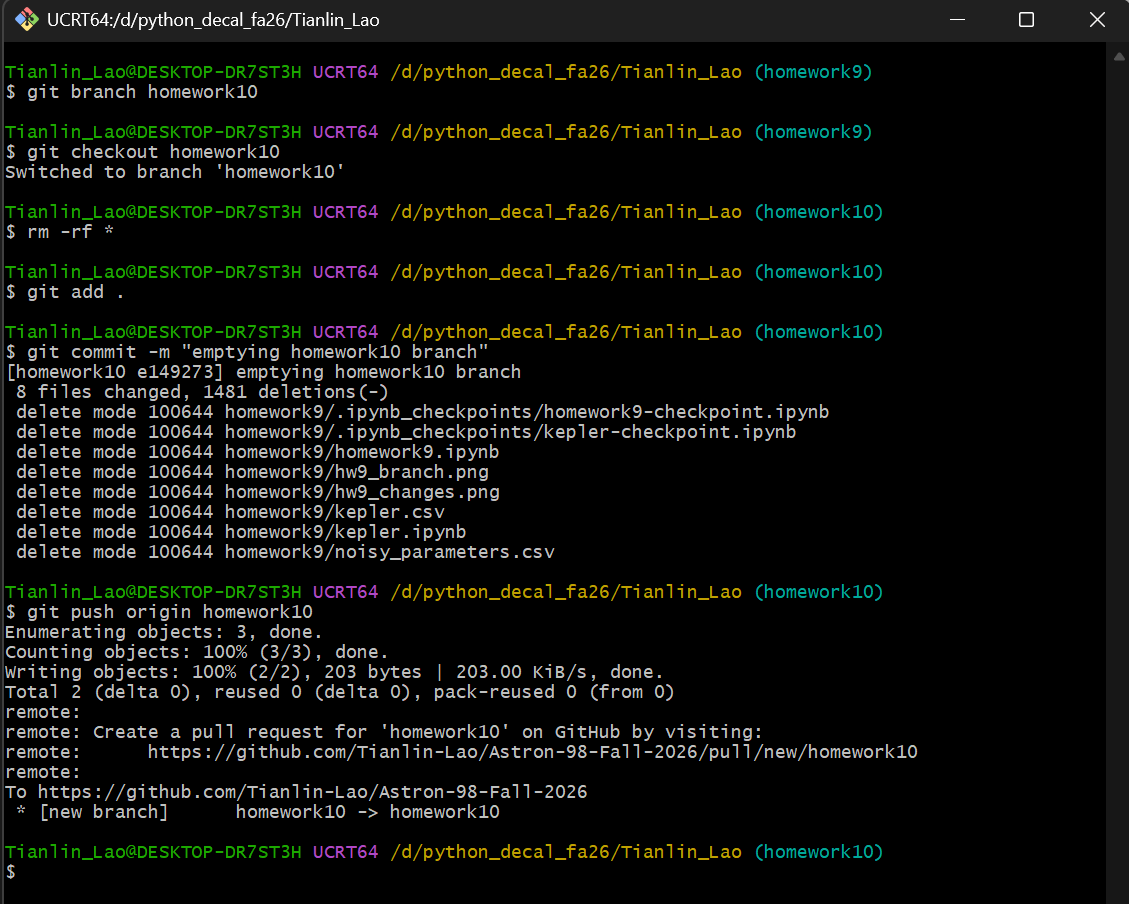 UCRT64:/d/python_decal_fa26/Tianlin_Lao
Tianlin_Lao@DESKTOP-DR7ST3H UCRT64 /d/python_decal_fa26/Tianlin_Lao (homework9)
$ git branch homework10
Tianlin_Lao@DESKTOP-DR7ST3H UCRT64 /d/python_decal_fa26/Tianlin_Lao (homework9)
$ git checkout homework10
Switched to branch 'homework10'
Tianlin_Lao@DESKTOP-DR7ST3H UCRT64 /d/python_decal_fa26/Tianlin_Lao (homework10)
$ rm -rf *
Tianlin_Lao@DESKTOP-DR7ST3H UCRT64 /d/python_decal_fa26/Tianlin_Lao (homework10)
$ git add .
Tianlin_Lao@DESKTOP-DR7ST3H UCRT64 /d/python_decal_fa26/Tianlin_Lao (homework10)
$ git commit -m "emptying homework10 branch"
[homework10 e149273] emptying homework10 branch
 8 files changed, 1481 deletions(-)
 delete mode 100644 homework9/.ipynb_checkpoints/homework9-checkpoint.ipynb
 delete mode 100644 homework9/.ipynb_checkpoints/kepler-checkpoint.ipynb
 delete mode 100644 homework9/homework9.ipynb
 delete mode 100644 homework9/hw9_branch.png
 delete mode 100644 homework9/hw9_changes.png
 delete mode 100644 homework9/kepler.csv
 delete mode 100644 homework9/kepler.ipynb
 delete mode 100644 homework9/noisy_parameters.csv
Tianlin_Lao@DESKTOP-DR7ST3H UCRT64 /d/python_decal_fa26/Tianlin_Lao (homework10)
$ git push origin homework10
Enumerating objects: 3, done.
Counting objects: 100% (3/3), done.
Writing objects: 100% (2/2), 203 bytes | 203.00 KiB/s, done.
Total 2 (delta 0), reused 0 (delta 0), pack-reused 0 (from 0)
remote:
remote: Create a pull request for 'homework10' on GitHub by visiting:
remote:      https://github.com/Tianlin-Lao/Astron-98-Fall-2026/pull/new/homework10
remote:
To https://github.com/Tianlin-Lao/Astron-98-Fall-2026
 * [new branch]      homework10 -> homework10
Tianlin_Lao@DESKTOP-DR7ST3H UCRT64 /d/python_decal_fa26/Tianlin_Lao (homework10)
$